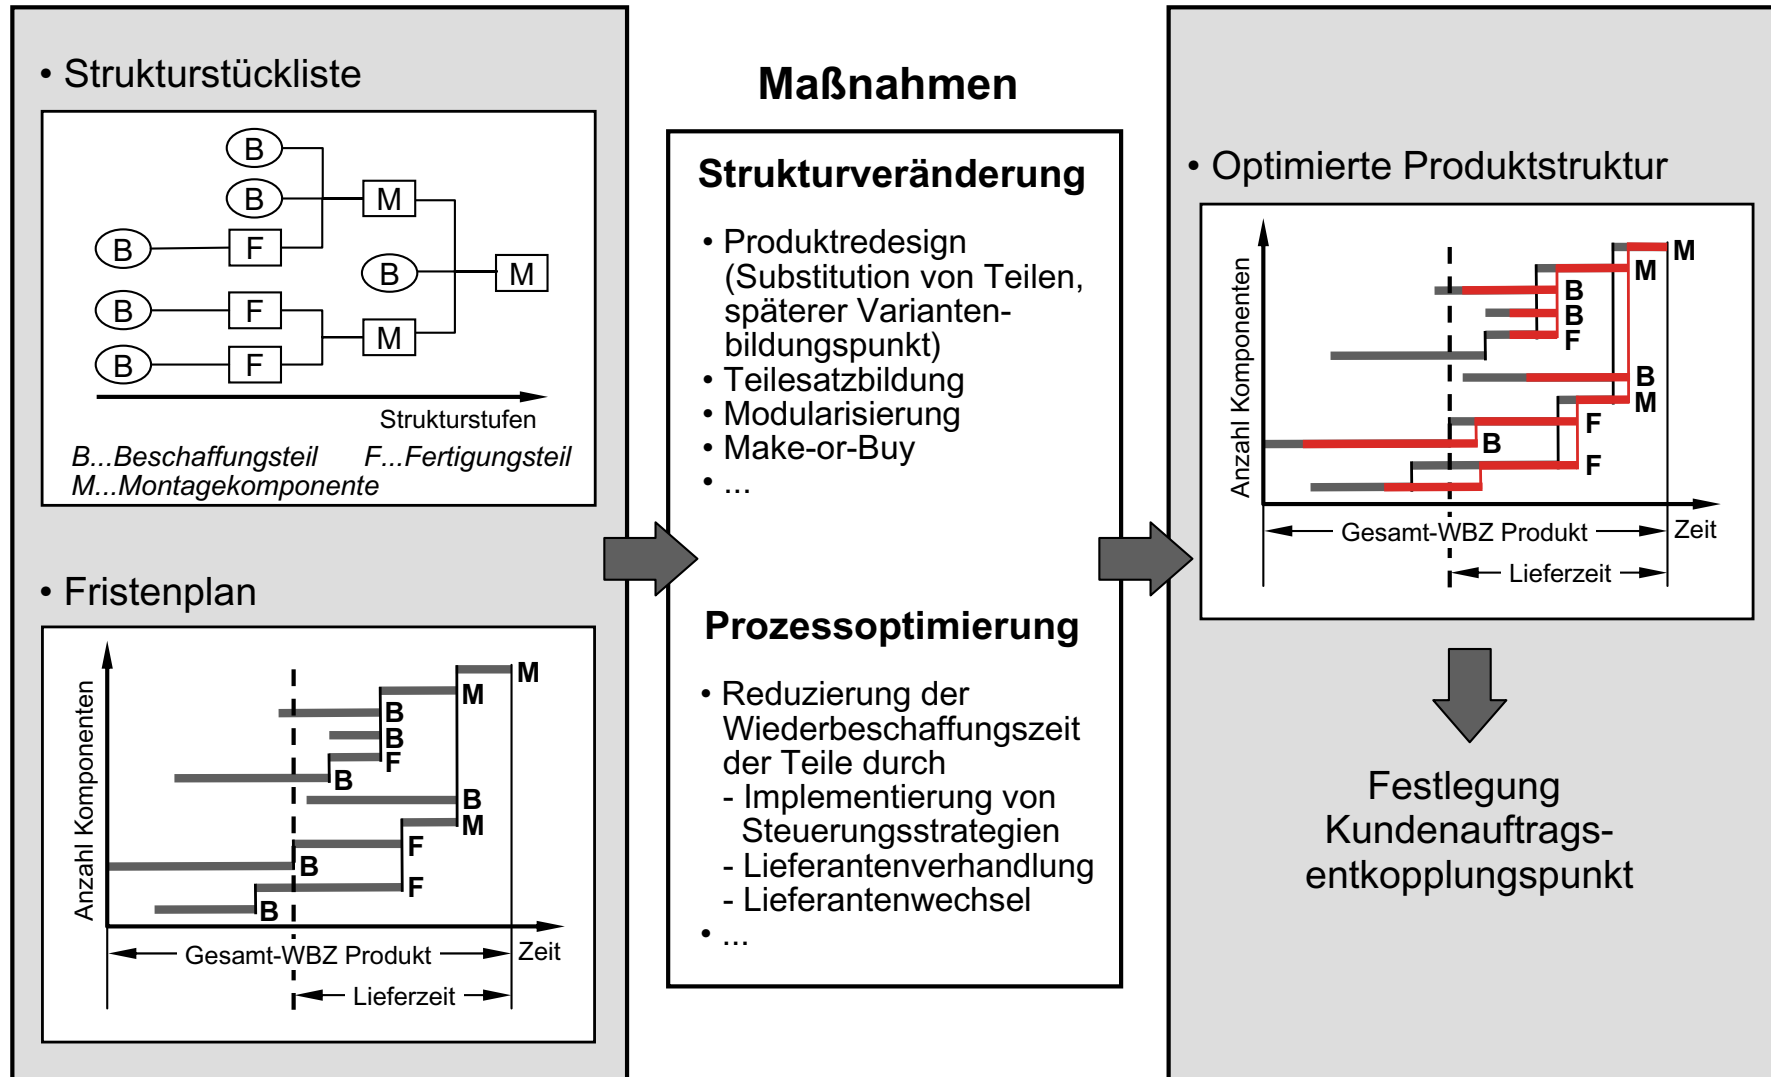 • Strukturstückliste
B
B
M
B
F
B
M
B
F
M
B
F
Strukturstufen
B...Beschaffungsteil F...Fertigungsteil
M...Montagekomponente
• Fristenplan
Anzahl Komponenten
M
M
B
B
F
B
B
M
F
B
F
B
Gesamt-WBZ Produkt
Zeit
Lieferzeit
Maßnahmen
Strukturveränderung
• Produktredesign
(Substitution von Teilen,
späterer Varianten-
bildungspunkt)
• Teilesatzbildung
• Modularisierung
• Make-or-Buy
• ...
Prozessoptimierung
• Reduzierung der
Wiederbeschaffungszeit
der Teile durch
- Implementierung von
Steuerungsstrategien
- Lieferantenverhandlung
- Lieferantenwechsel
• ...
• Optimierte Produktstruktur
Anzahl Komponenten
M
M
B
B
F
B
M
F
B
F
Gesamt-WBZ Produkt
Zeit
Lieferzeit
Festlegung
Kundenauftrags-
entkopplungspunkt